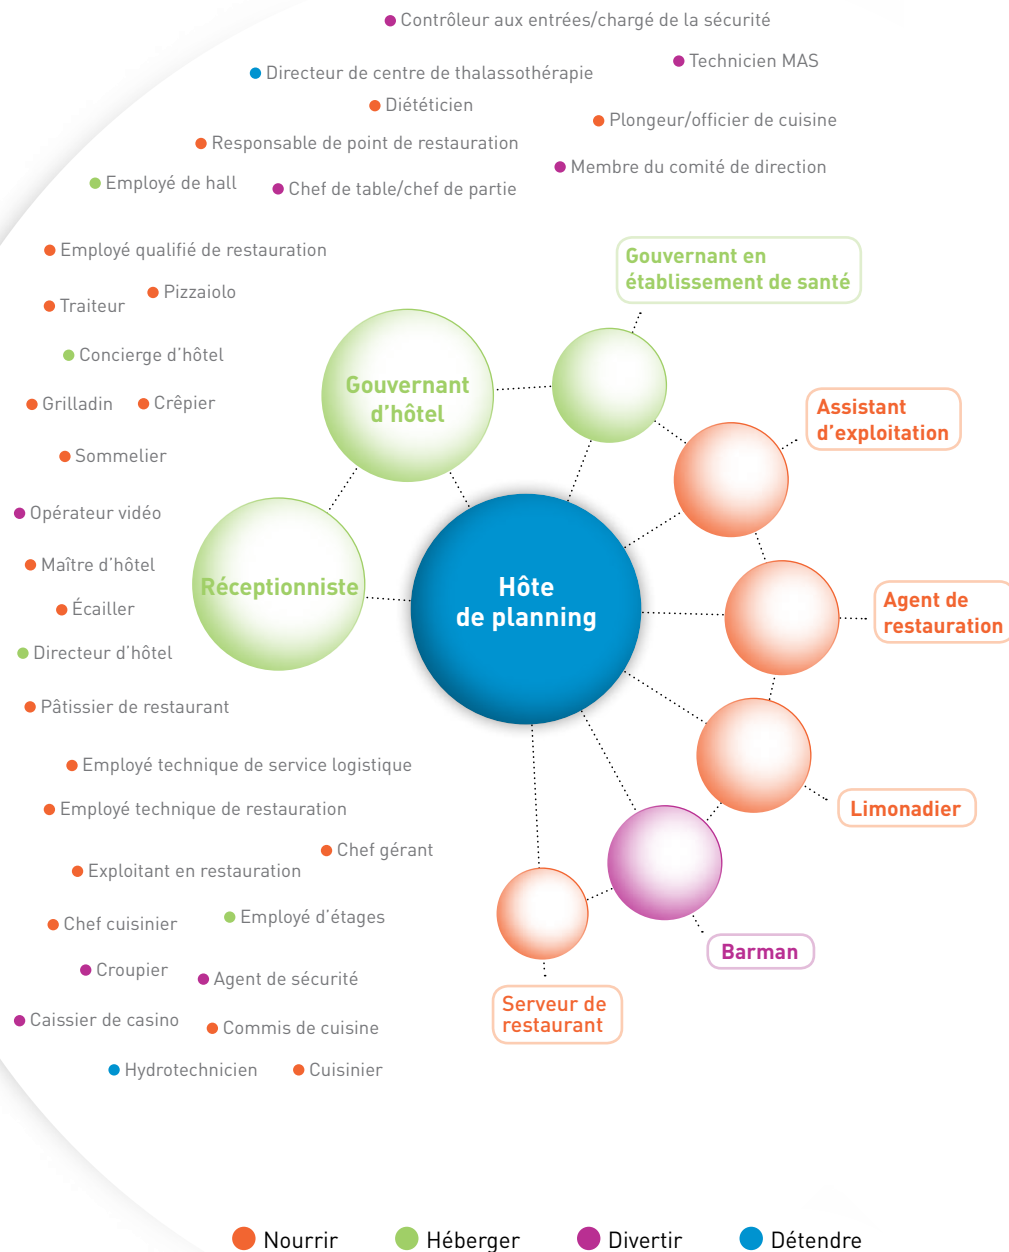 Contrôleur aux entrées/chargé de la sécurité
Technicien MAS
Directeur de centre de thalassothérapie
Diététicien
Plongeur/officier de cuisine
Responsable de point de restauration
Membre du comité de direction
Employé de hall
Chef de table/chef de partie
Employé qualifié de restauration
Gouvernant en
établissement de santé
Pizzaiolo
Traiteur
Concierge d'hôtel
Gouvernant
d'hôtel
Grilladin
Crêpier
Assistant
d'exploitation
Sommelier
Opérateur vidéo
Maître d'hôtel
Réceptionniste
Hôte
de planning
Écailler
Agent de
restauration
Directeur d'hôtel
Pâtissier de restaurant
Employé technique de service logistique
Employé technique de restauration
Limonadier
Chef gérant
Exploitant en restauration
Chef cuisinier
Employé d'étages
Barman
Croupier
Agent de sécurité
Serveur de
restaurant
Caissier de casino
Commis de cuisine
Hydrotechnicien
Cuisinier
Nourrir
Héberger
Divertir
Détendre